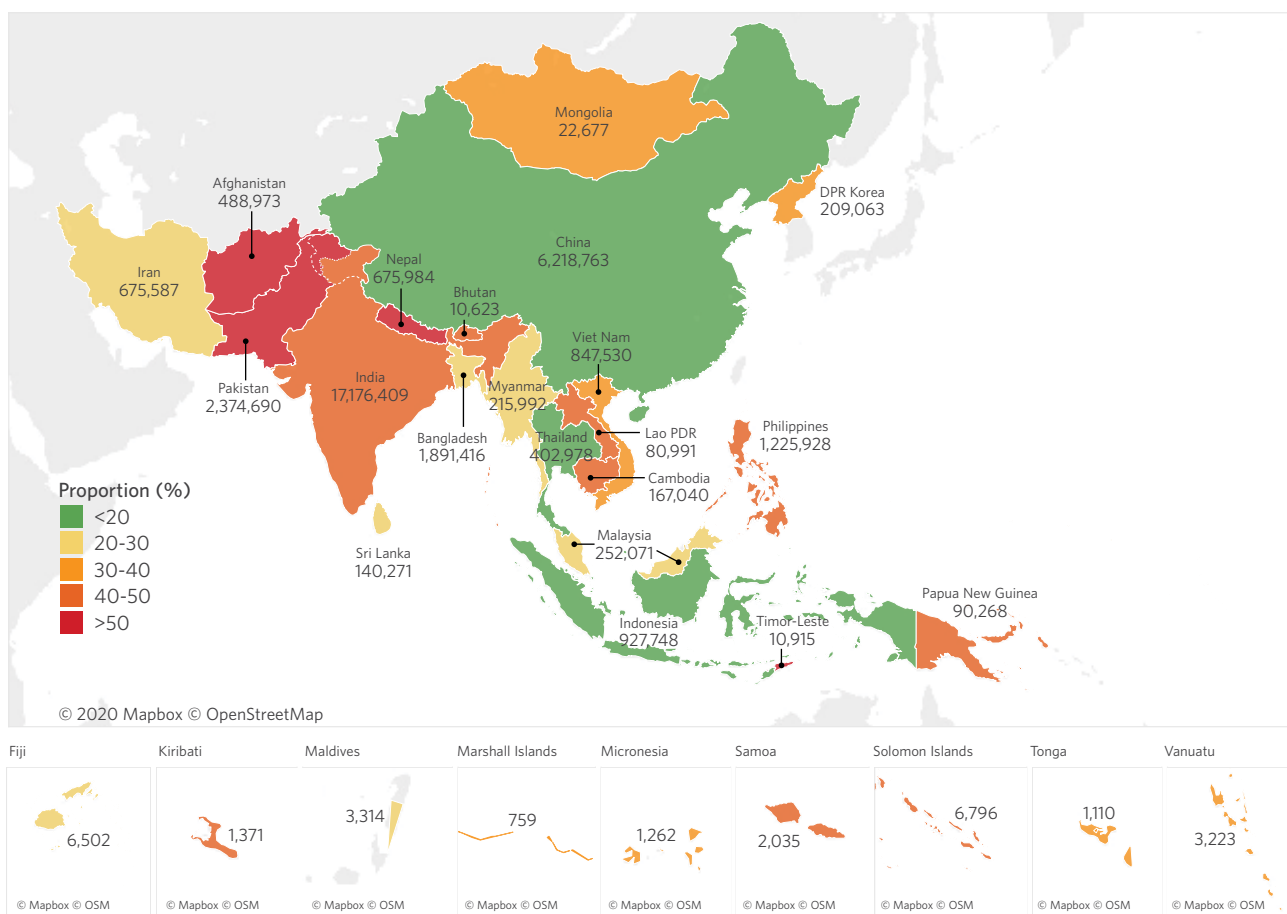 Mongolia
22,677
Afghanistan
488,973
DPR Korea
209,063
China
6,218,763
Iran
675,587
Nepal
675,984
Bhutan
10,623
Viet Nam
847,530
India
17,176,409
Myanmar
215,992
Pakistan
2,374,690
Bangladesh
1,891,416
Thailand
402,978
Lao PDR
80,991
Philippines
1,225,928
Cambodia
167,040
Proportion (%)
<20
20-30
30-40
40-50
>50
Sri Lanka
140,271
Malaysia
252,071
Papua New Guinea
90,268
Indonesia
927,748
Timor-Leste
10,915
© 2020 Mapbox © OpenStreetMap
Fiji
6,502
© Mapbox © OSM
Kiribati
1,371
© Mapbox © OSM
Maldives
3,314
© Mapbox © OSM
Marshall Islands
759
© Mapbox © OSM
Micronesia
1,262
© Mapbox © OSM
Samoa
2,035
© Mapbox © OSM
Solomon Islands
6,796
© Mapbox © OSM
Tonga
1,110
© Mapbox © OSM
Vanuatu
3,223
© Mapbox © OSM